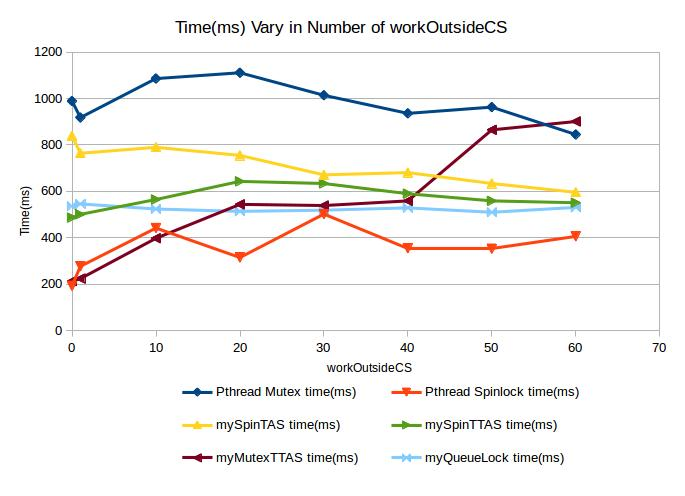 Time(ms) Vary in Number of workOutsideCS
1200
1000
800
600
400
200
0
Time(ms)
0 10 20 30 40 50 60 70
workOutsideCS
Pthread Mutex time(ms) Pthread Spinlock time(ms)
mySpinTAS time(ms) mySpinTTAS time(ms)
myMutexTTAS time(ms) myQueueLock time(ms)